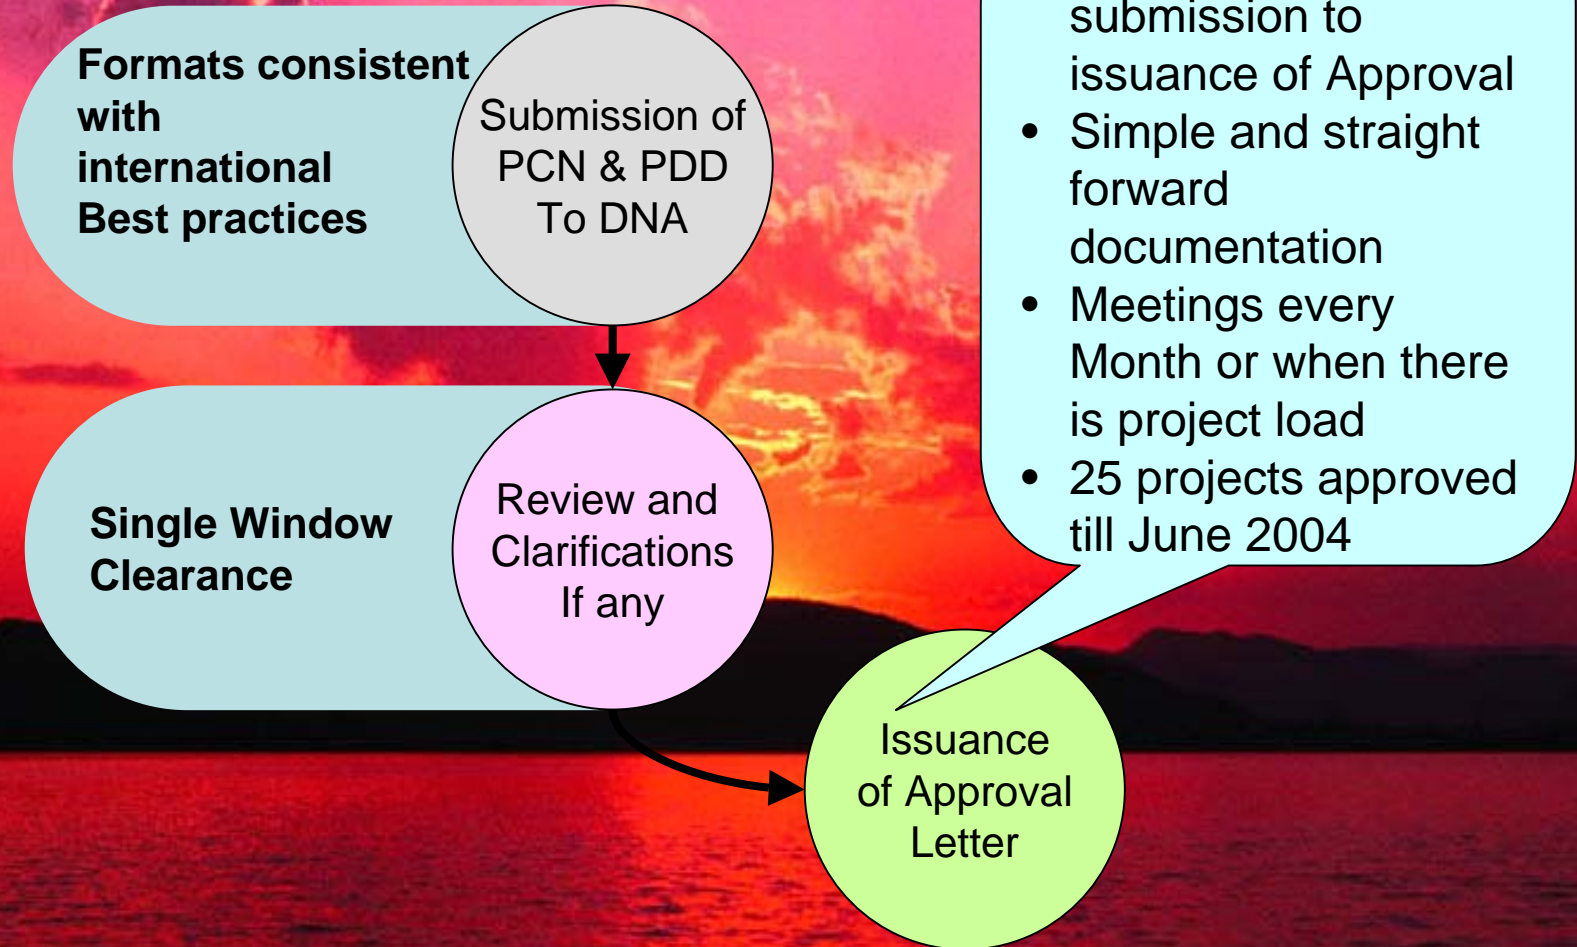 Formats consistent
with
international
Best practices
Submission of
PCN & PDD
To DNA
Single Window
Clearance
Review and
Clarifications
If any
submission to
issuance of Approval
• Simple and straight
forward
documentation
• Meetings every
Month or when there
is project load
• 25 projects approved
till June 2004
Issuance
of Approval
Letter